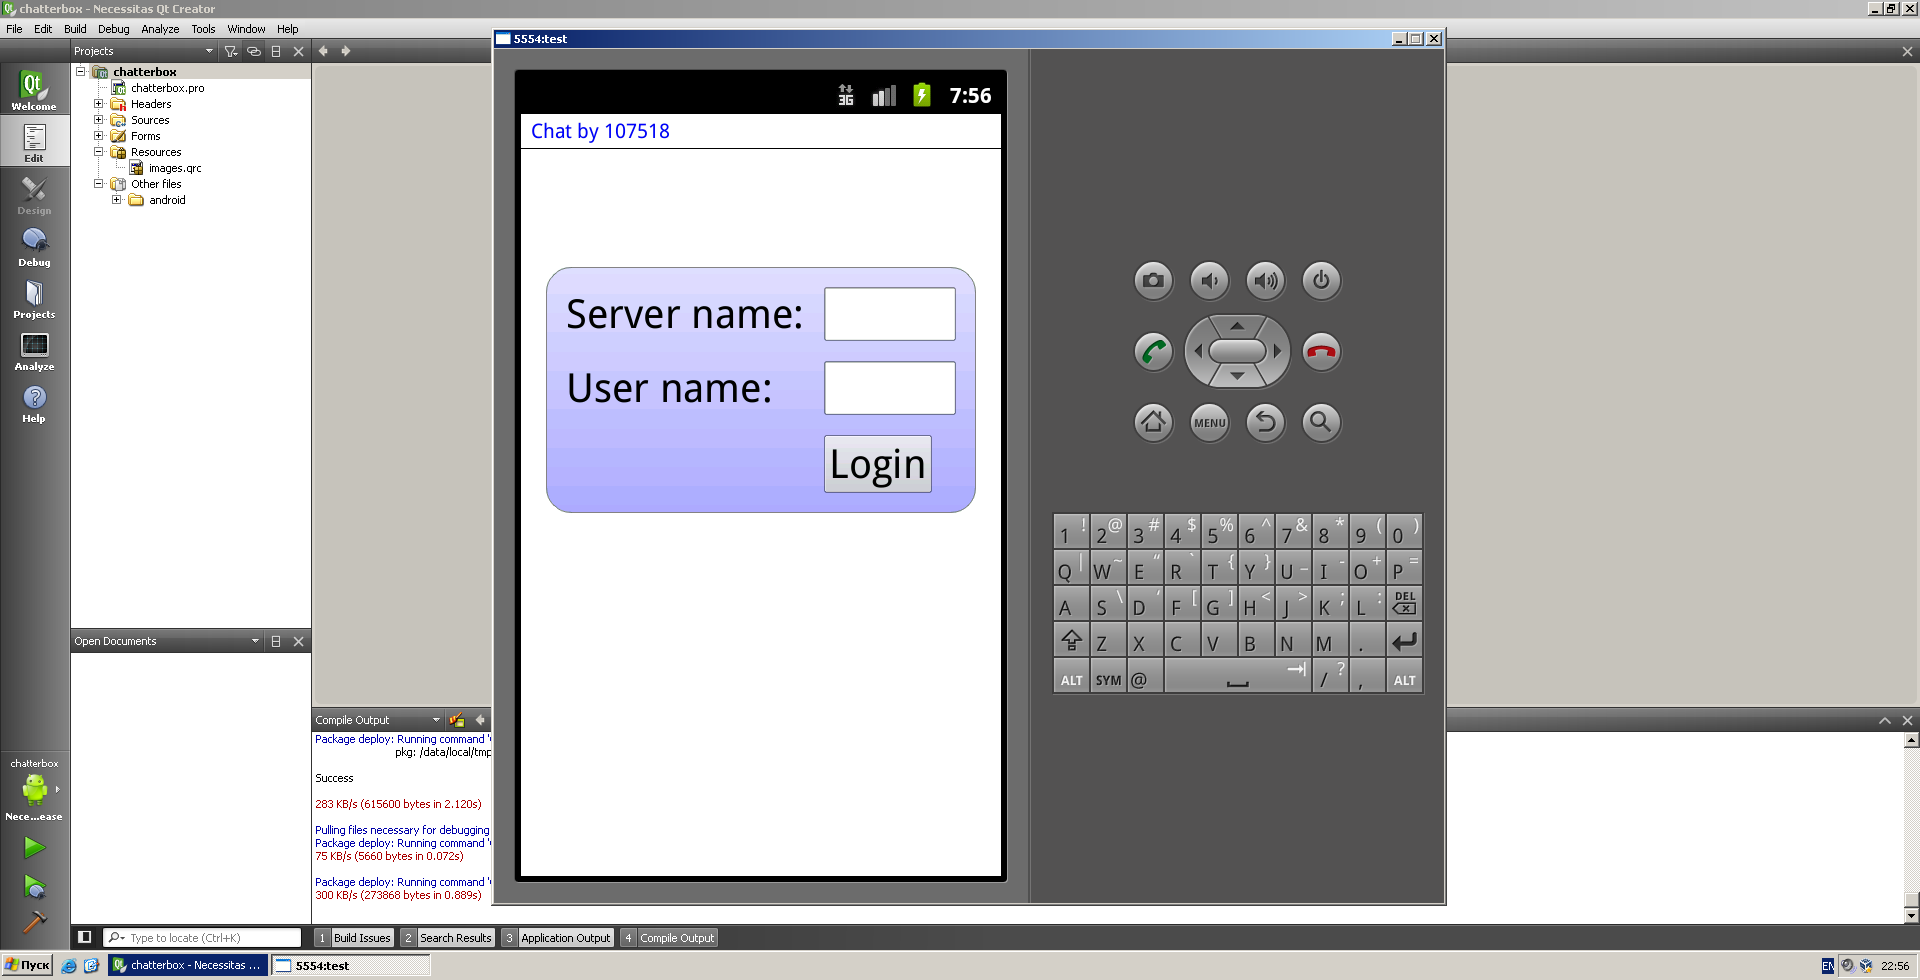 chatterbox - Necessitas Qt Creator
File Edit Build Debug Analyze Tools Window Help
Projects
Welcome
Edit
Design
Debug
Projects
Analyze
Help
chatterbox
chatterbox.pro
Headers
Sources
Forms
Resources
images.qrc
Other files
android
Open Documents
5554:test
3G 7:56
Chat by 107518
Server name:
User name:
Login
MENU
1 ! 2 @ 3 # 4 $ 5 % 6 ^ 7 & 8 * 9 ( 0 )
Q | W ~ E “ R ` T { Y } U _ I - O + P =
A S \ D ‘ F [ G ] H < J > K ; L : DEL
Z X C V B N M .
ALT SYM @ / ? , ALT
Compile Output
Package deploy: Running command '
pkg: /data/local/tmp
Success
283 KB/s (615600 bytes in 2.120s)
Pulling files necessary for debugging
Package deploy: Running command '
75 KB/s (5660 bytes in 0.072s)
Package deploy: Running command '
300 KB/s (273868 bytes in 0.889s)
chatterbox
Nece...ease
Type to locate (Ctrl+K)
1 Build Issues 2 Search Results 3 Application Output 4 Compile Output
Пуск chatterbox - Necessitas ... 5554:test EN 22:56